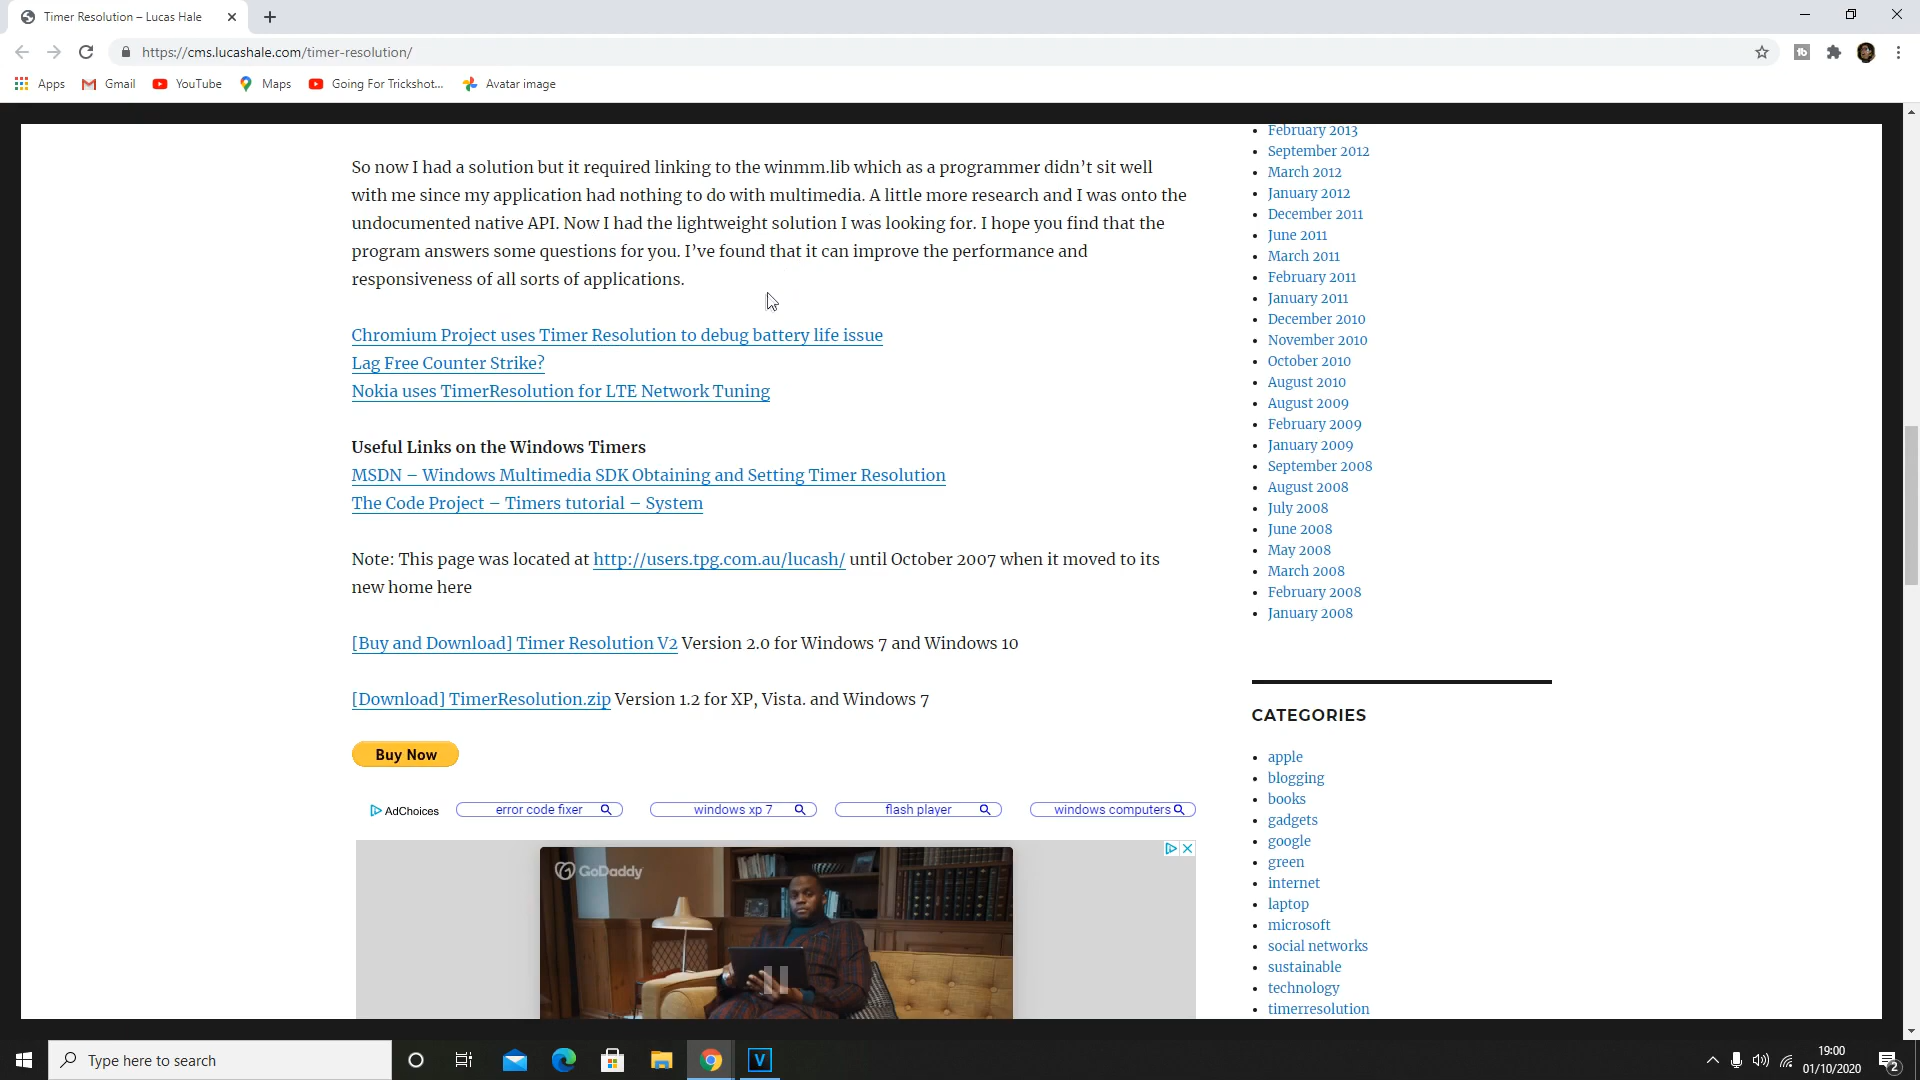 Timer Resolution – Lucas Hale
https://cms.lucashale.com/timer-resolution/
Apps
Gmail
YouTube
Maps
Going For Trickshot...
Avatar image
So now I had a solution but it required linking to the winmm.lib which as a programmer didn’t sit well
with me since my application had nothing to do with multimedia. A little more research and I was onto the
undocumented native API. Now I had the lightweight solution I was looking for. I hope you find that the
program answers some questions for you. I’ve found that it can improve the performance and
responsiveness of all sorts of applications.
Chromium Project uses Timer Resolution to debug battery life issue
Lag Free Counter Strike?
Nokia uses TimerResolution for LTE Network Tuning
Useful Links on the Windows Timers
MSDN – Windows Multimedia SDK Obtaining and Setting Timer Resolution
The Code Project – Timers tutorial – System
Note: This page was located at http://users.tpg.com.au/lucash/ until October 2007 when it moved to its
new home here
[Buy and Download] Timer Resolution V2 Version 2.0 for Windows 7 and Windows 10
[Download] TimerResolution.zip Version 1.2 for XP, Vista. and Windows 7
Buy Now
AdChoices
error code fixer
windows xp 7
flash player
windows computers
GoDaddy
February 2013
September 2012
March 2012
January 2012
December 2011
June 2011
March 2011
February 2011
January 2011
December 2010
November 2010
October 2010
August 2010
August 2009
February 2009
January 2009
September 2008
August 2008
July 2008
June 2008
May 2008
March 2008
February 2008
January 2008
CATEGORIES
apple
blogging
books
gadgets
google
green
internet
laptop
microsoft
social networks
sustainable
technology
timerresolution
Type here to search
V
19:00
01/10/2020
2